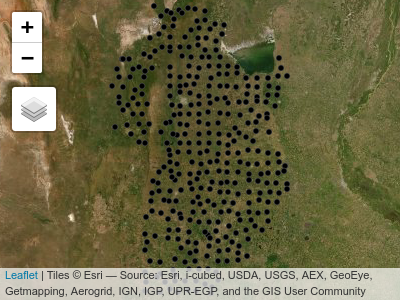 +
−
Leaflet | Tiles © Esri — Source: Esri, i-cubed, USDA, USGS, AEX, GeoEye,
Getmapping, Aerogrid, IGN, IGP, UPR-EGP, and the GIS User Community